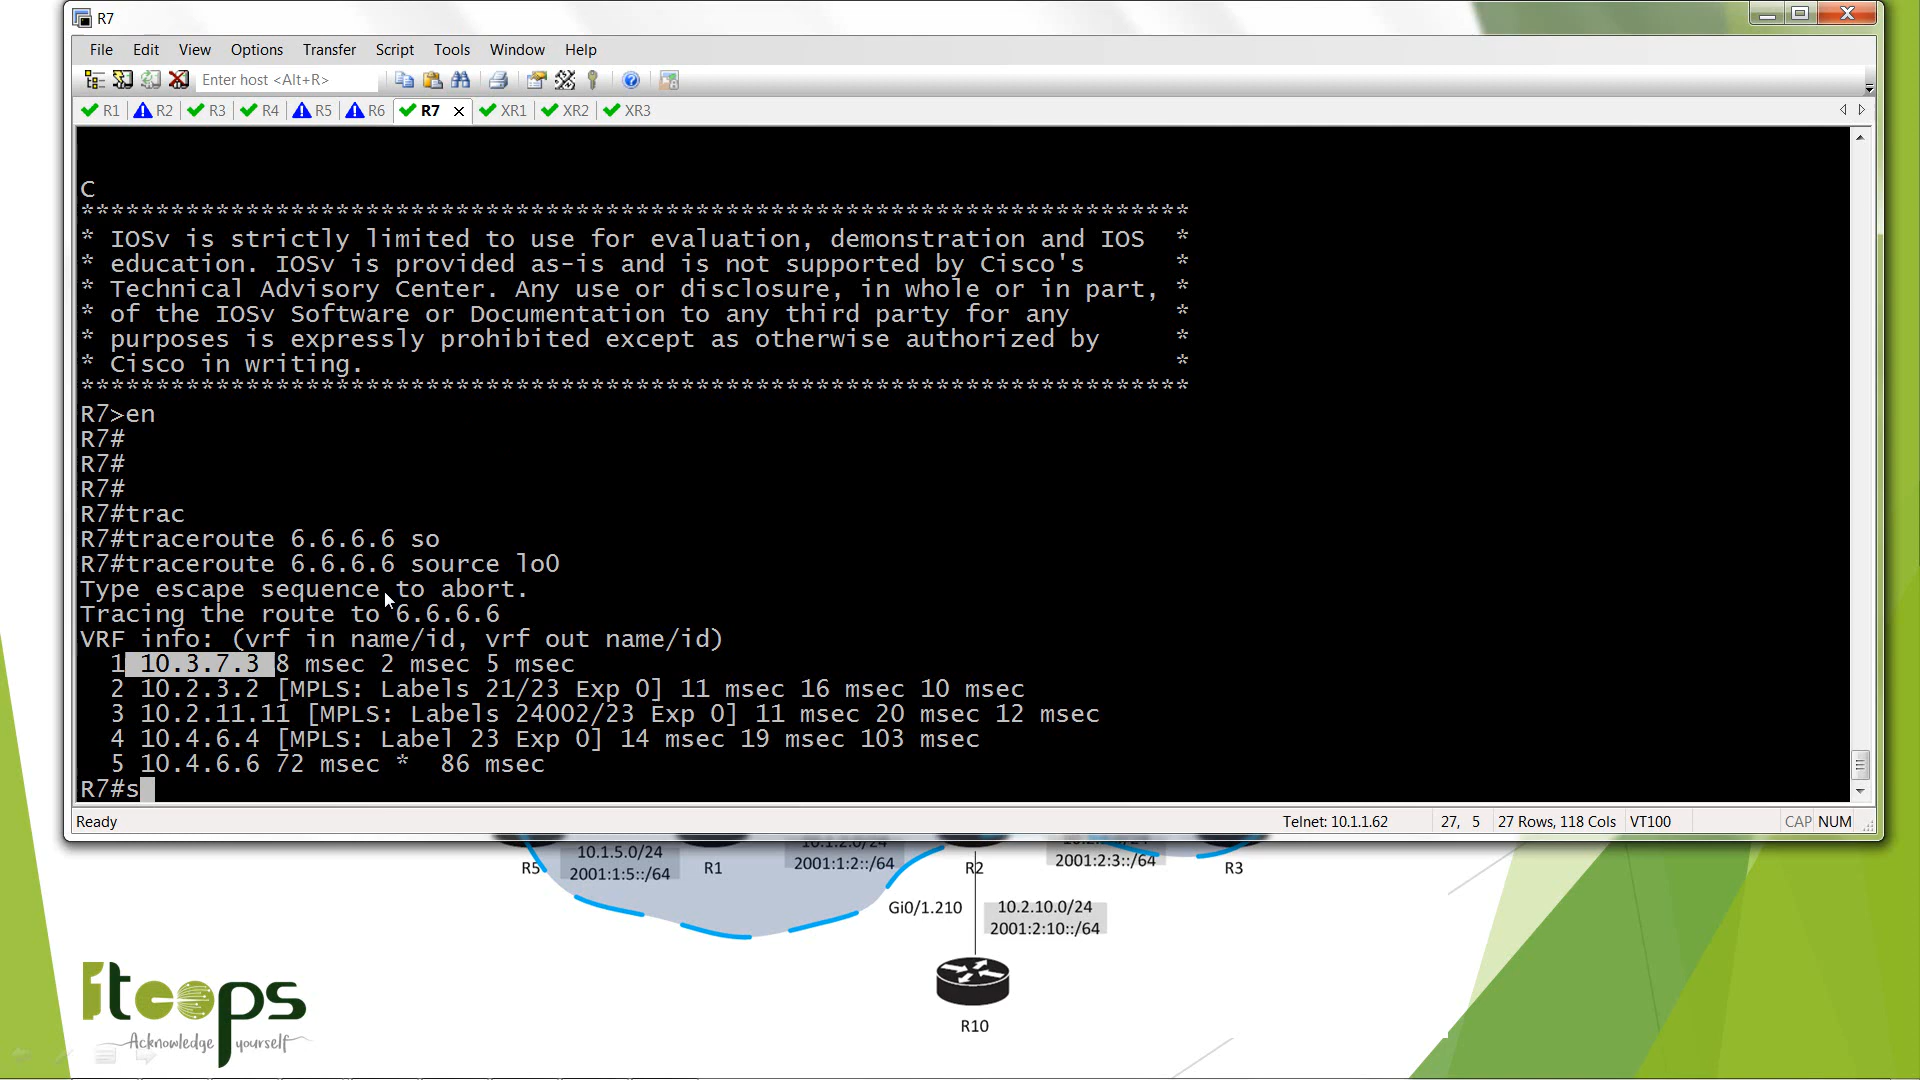 R7
File Edit View Options Transfer Script Tools Window Help
Enter host <Alt+R>
R1 R2 R3 R4 R5 R6 R7 XR1 XR2 XR3
C
**************************************************************************
* IOSv is strictly limited to use for evaluation, demonstration and IOS *
* education. IOSv is provided as-is and is not supported by Cisco's *
* Technical Advisory Center. Any use or disclosure, in whole or in part, *
* of the IOSv Software or Documentation to any third party for any *
* purposes is expressly prohibited except as otherwise authorized by *
* Cisco in writing. *
**************************************************************************
R7>en
R7#
R7#
R7#
R7#trac
R7#traceroute 6.6.6.6 so
R7#traceroute 6.6.6.6 source lo0
Type escape sequence to abort.
Tracing the route to 6.6.6.6
VRF info: (vrf in name/id, vrf out name/id)
1 10.3.7.3 8 msec 2 msec 5 msec
2 10.2.3.2 [MPLS: Labels 21/23 Exp 0] 11 msec 16 msec 10 msec
3 10.2.11.11 [MPLS: Labels 24002/23 Exp 0] 11 msec 20 msec 12 msec
4 10.4.6.4 [MPLS: Label 23 Exp 0] 14 msec 19 msec 103 msec
5 10.4.6.6 72 msec * 86 msec
R7#s
Ready Telnet: 10.1.1.62 27, 5 27 Rows, 118 Cols VT100 CAP NUM
10.1.5.0/24
2001:1:5::/64
10.1.2.0/24
2001:1:2::/64
2001:2:3::/64
R5 R1 R2 R3
Gi0/1.210
10.2.10.0/24
2001:2:10::/64
R10
itcops
Acknowledge yourself